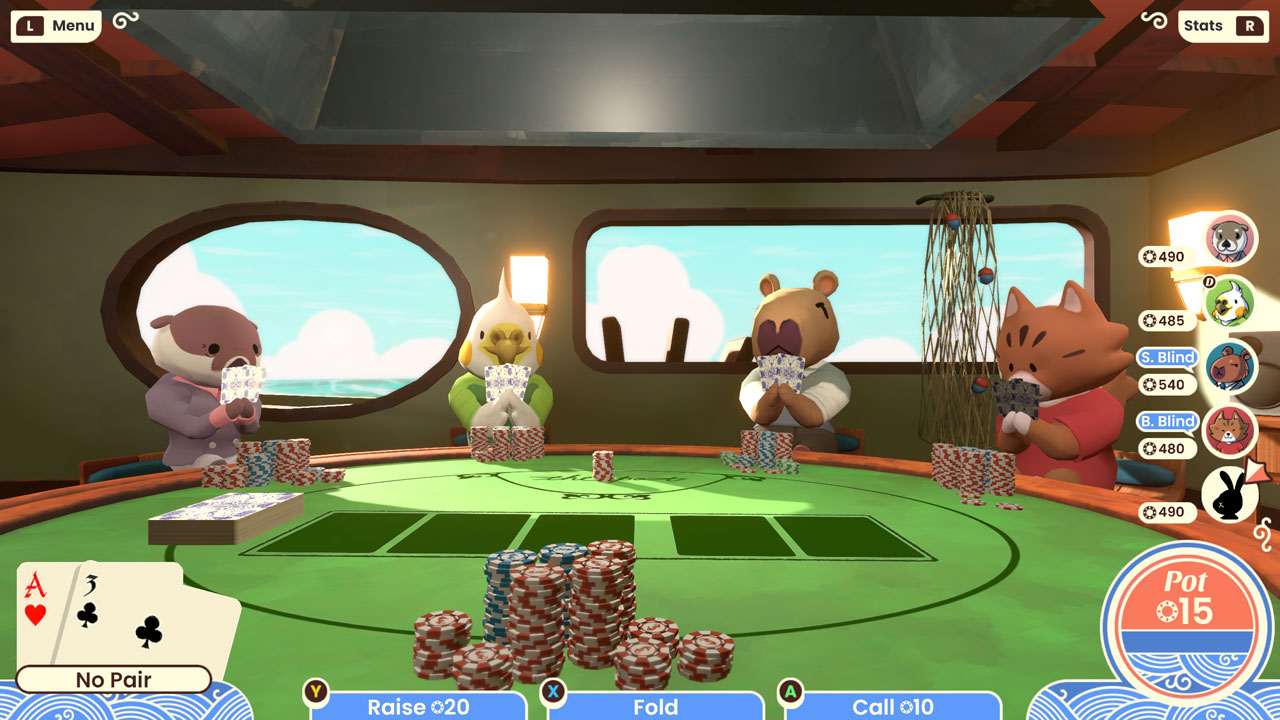 L Menu
Stats R
490
D
485
S. Blind
540
B. Blind
480
490
A 3
No Pair
Pot
15
Y Raise 20
X Fold
A Call 10